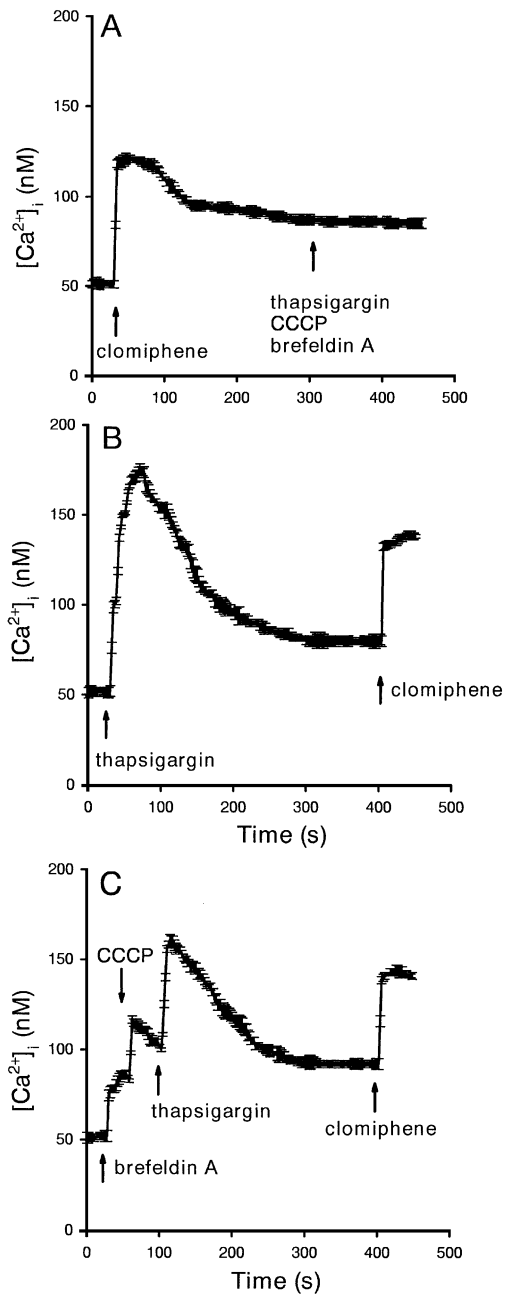 A
200
150
100
50
0
[Ca²⁺]ᵢ (nM)
clomiphene
thapsigargin
CCCP
brefeldin A
0 100 200 300 400 500
B
200
150
100
50
0
[Ca²⁺]ᵢ (nM)
clomiphene
thapsigargin
0 100 200 300 400 500
Time (s)
C
200
150
100
50
0
[Ca²⁺]ᵢ (nM)
CCCP
thapsigargin
clomiphene
brefeldin A
0 100 200 300 400 500
Time (s)